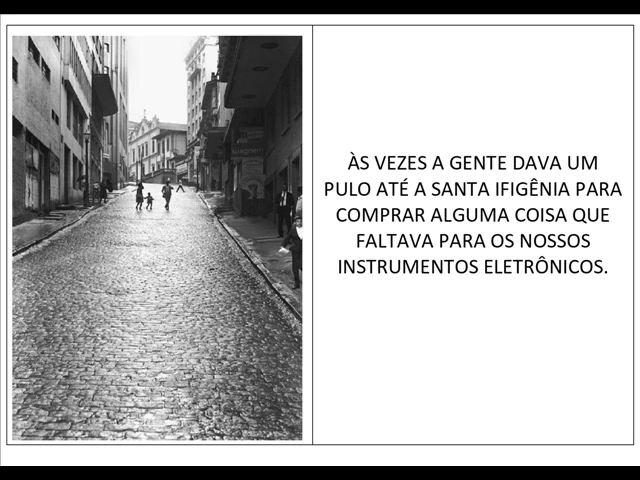 ÀS VEZES A GENTE DAVA UM
PULO ATÉ A SANTA IFIGÊNIA PARA
COMPRAR ALGUMA COISA QUE
FALTAVA PARA OS NOSSOS
INSTRUMENTOS ELETRÔNICOS.